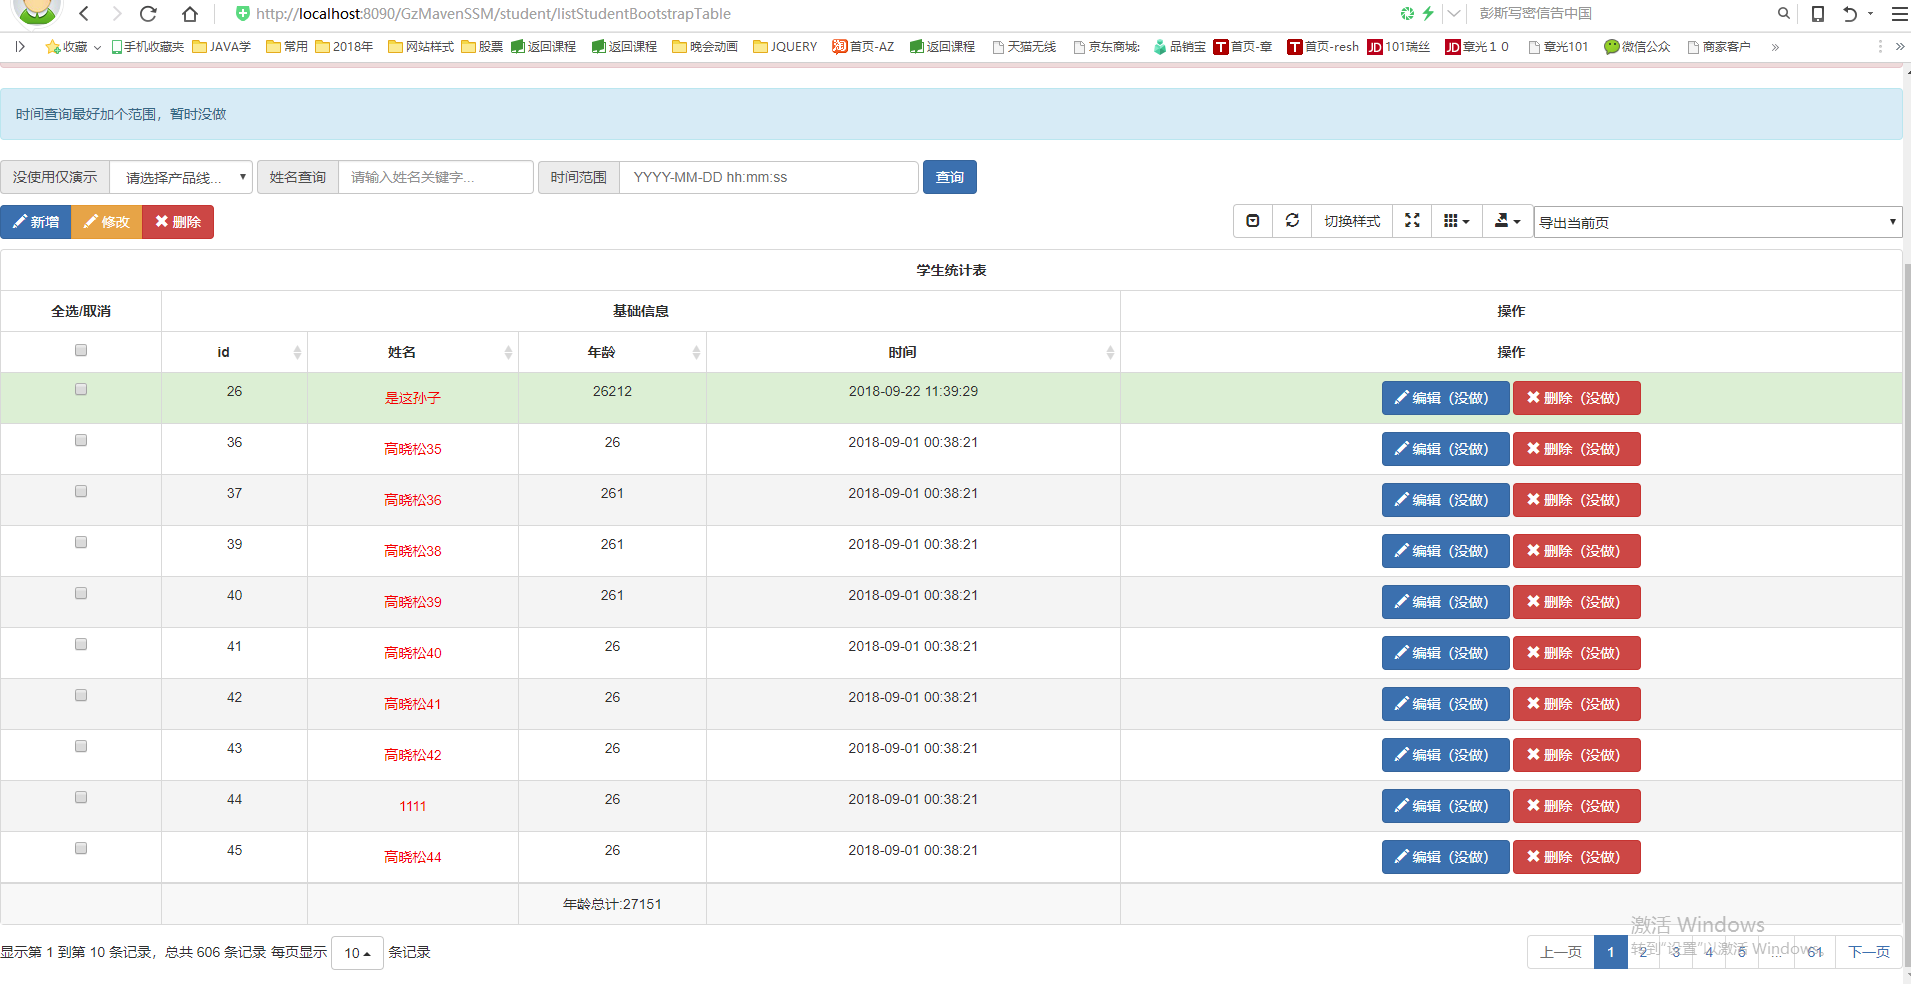 http://localhost:8090/GzMavenSSM/student/listStudentBootstrapTable 彭斯写密信告中国
收藏 手机收藏夹 JAVA学 常用 2018年 网站样式 股票 返回课程 返回课程 晚会动画 JQUERY 淘 首页-AZ 返回课程 天猫无线 京东商城: 品销宝 T 首页-章 T 首页-resh JD 101瑞丝 JD 章光１０ 章光101 微信公众 商家客户 »
时间查询最好加个范围，暂时没做
没使用仅演示 请选择产品线... 姓名查询 请输入姓名关键字... 时间范围 YYYY-MM-DD hh:mm:ss 查询
新增 修改 删除 切换样式 导出当前页
学生统计表
全选/取消 基础信息 操作
id 姓名 年龄 时间 操作
26 是这孙子 26212 2018-09-22 11:39:29 编辑（没做） 删除（没做）
36 高晓松35 26 2018-09-01 00:38:21 编辑（没做） 删除（没做）
37 高晓松36 261 2018-09-01 00:38:21 编辑（没做） 删除（没做）
39 高晓松38 261 2018-09-01 00:38:21 编辑（没做） 删除（没做）
40 高晓松39 261 2018-09-01 00:38:21 编辑（没做） 删除（没做）
41 高晓松40 26 2018-09-01 00:38:21 编辑（没做） 删除（没做）
42 高晓松41 26 2018-09-01 00:38:21 编辑（没做） 删除（没做）
43 高晓松42 26 2018-09-01 00:38:21 编辑（没做） 删除（没做）
44 1111 26 2018-09-01 00:38:21 编辑（没做） 删除（没做）
45 高晓松44 26 2018-09-01 00:38:21 编辑（没做） 删除（没做）
年龄总计:27151
激活 Windows
转到"设置"以激活 Windows。
显示第 1 到第 10 条记录，总共 606 条记录 每页显示 10 条记录 上一页 1 2 3 4 5 ... 61 下一页